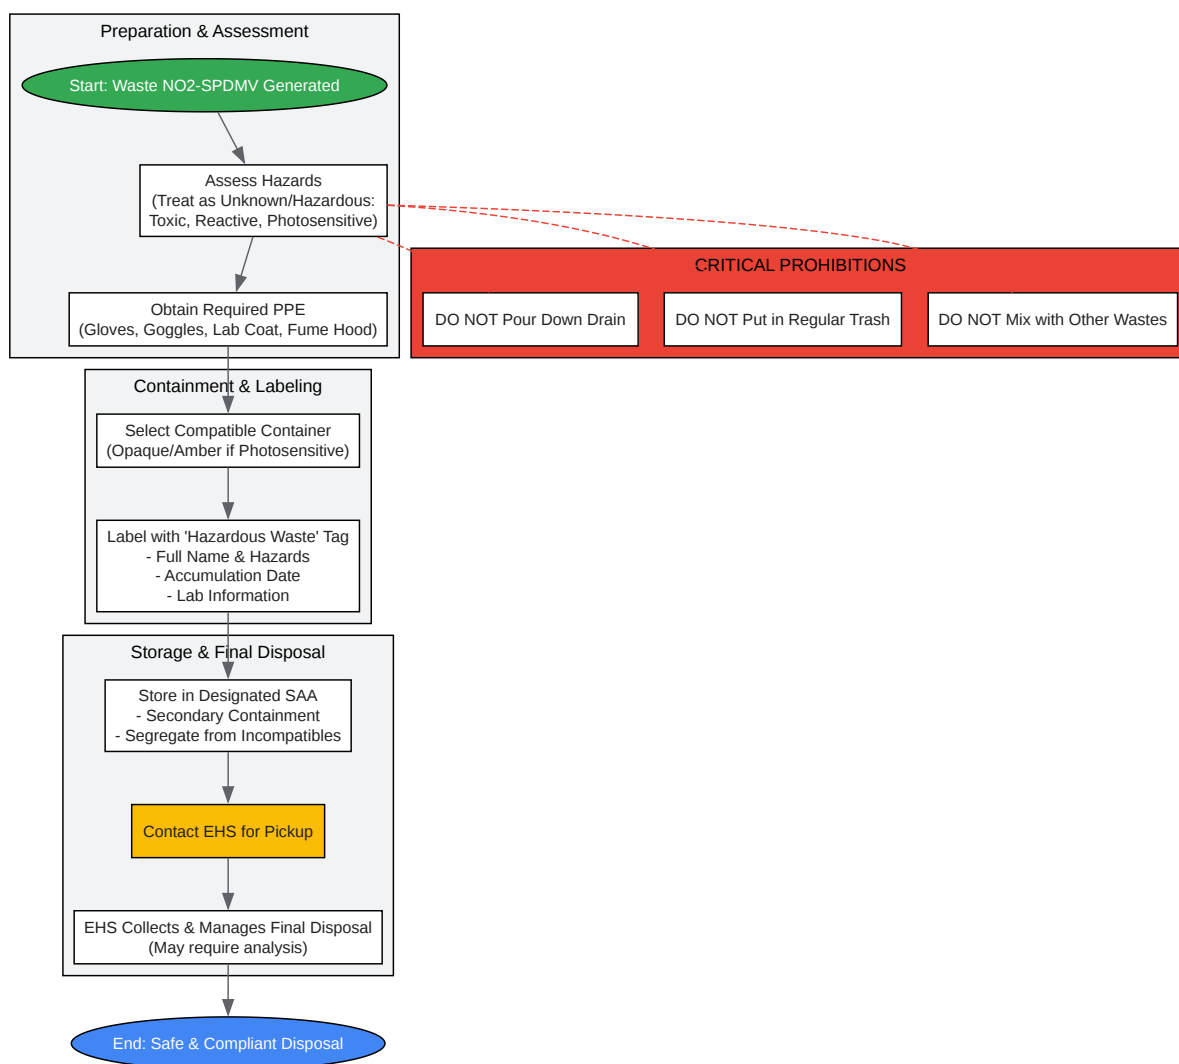 Preparation & Assessment
Start: Waste NO2-SPDMV Generated
Assess Hazards
(Treat as Unknown/Hazardous:
Toxic, Reactive, Photosensitive)
Obtain Required PPE
(Gloves, Goggles, Lab Coat, Fume Hood)
CRITICAL PROHIBITIONS
DO NOT Pour Down Drain
DO NOT Put in Regular Trash
DO NOT Mix with Other Wastes
Containment & Labeling
Select Compatible Container
(Opaque/Amber if Photosensitive)
Label with 'Hazardous Waste' Tag
- Full Name & Hazards
- Accumulation Date
- Lab Information
Storage & Final Disposal
Store in Designated SAA
- Secondary Containment
- Segregate from Incompatibles
Contact EHS for Pickup
EHS Collects & Manages Final Disposal
(May require analysis)
End: Safe & Compliant Disposal